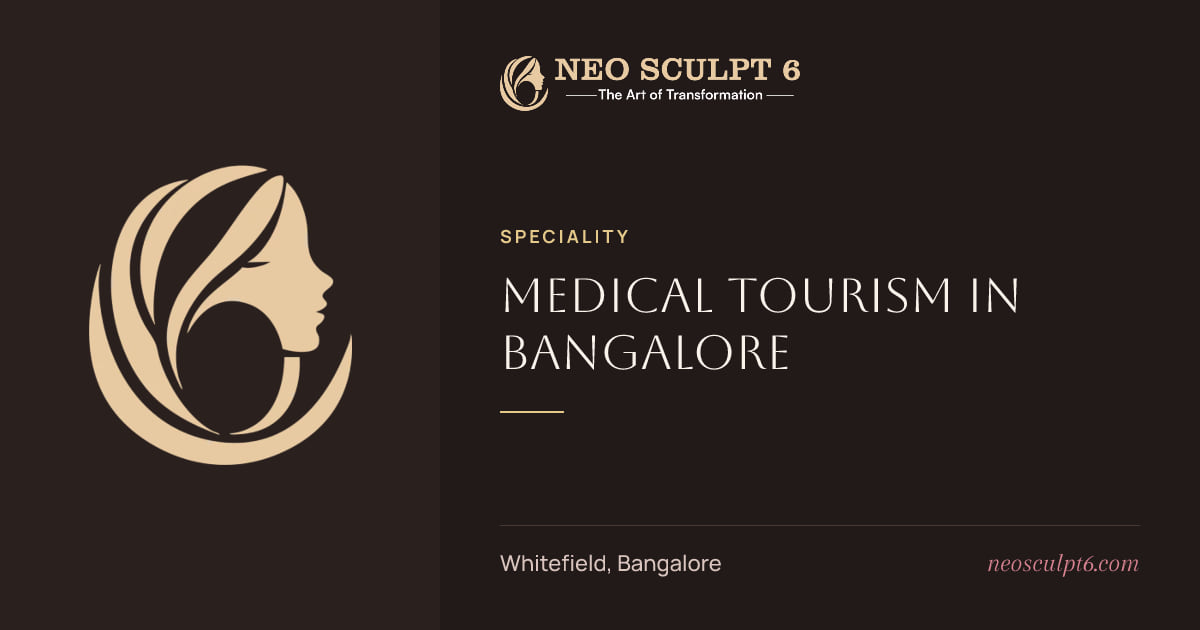 NEO SCULPT 6
The Art of Transformation
SPECIALITY
MEDICAL TOURISM IN
BANGALORE
Whitefield, Bangalore
neosculpt6.com